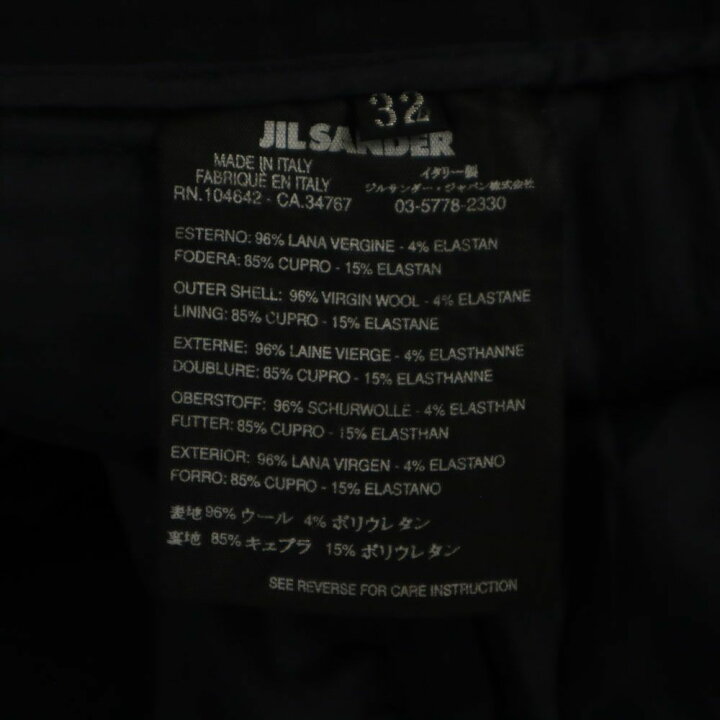 32
JIL SANDER
MADE IN ITALY
FABRIQUE EN ITALY
RN.104642 - CA.34767
イタリー製
ジルサンダー・ジャパン株式会社
03-5778-2330
ESTERNO: 96% LANA VERGINE - 4% ELASTAN
FODERA: 85% CUPRO - 15% ELASTAN
OUTER SHELL: 96% VIRGIN WOOL - 4% ELASTANE
LINING: 85% CUPRO - 15% ELASTANE
EXTERNE: 96% LAINE VIERGE - 4% ELASTHANNE
DOUBLURE: 85% CUPRO - 15% ELASTHANNE
OBERSTOFF: 96% SCHURWOLLE - 4% ELASTHAN
FUTTER: 85% CUPRO - 15% ELASTHAN
EXTERIOR: 96% LANA VIRGEN - 4% ELASTANO
FORRO: 85% CUPRO - 15% ELASTANO
表地 96% ウール 4% ポリウレタン
裏地 85% キュプラ 15% ポリウレタン
SEE REVERSE FOR CARE INSTRUCTION